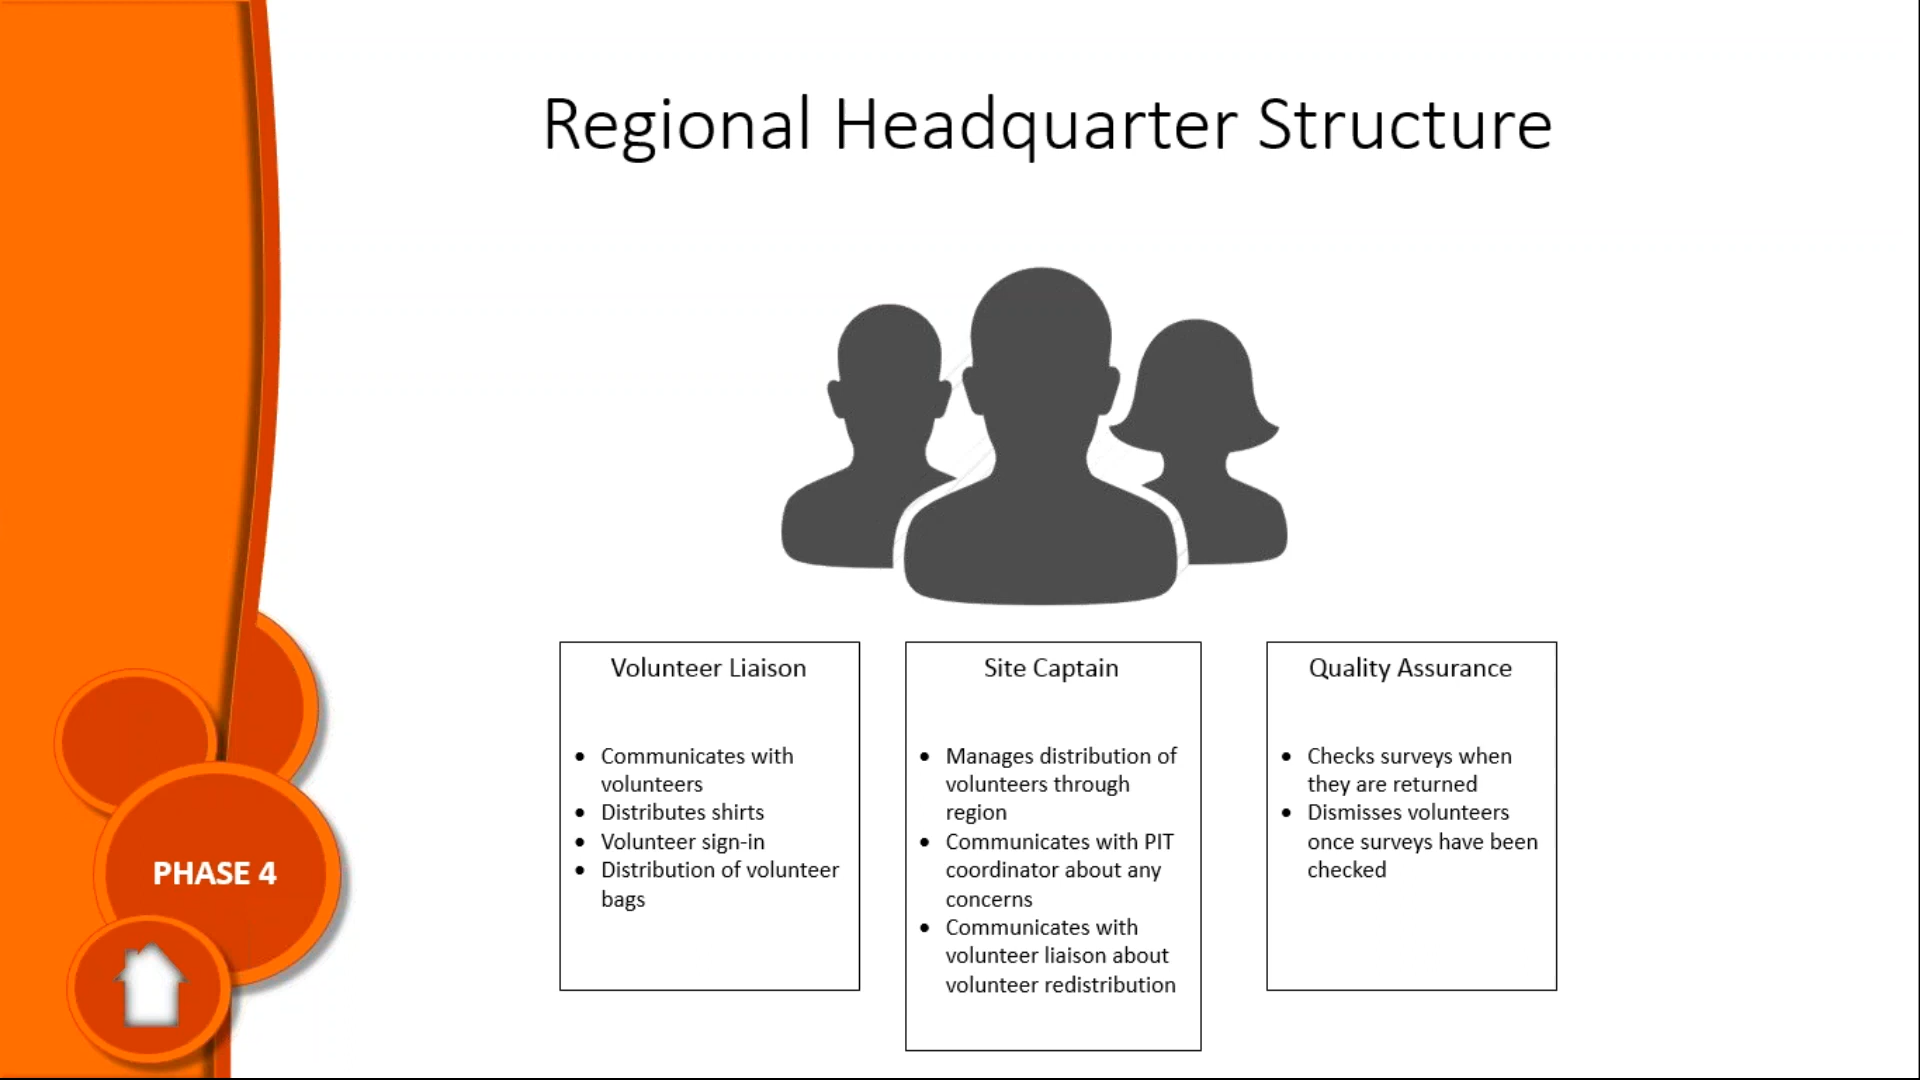 Regional Headquarter Structure
Volunteer Liaison
• Communicates with
volunteers
• Distributes shirts
• Volunteer sign-in
• Distribution of volunteer
bags
Site Captain
• Manages distribution of
volunteers through
region
• Communicates with PIT
coordinator about any
concerns
• Communicates with
volunteer liaison about
volunteer redistribution
Quality Assurance
• Checks surveys when
they are returned
• Dismisses volunteers
once surveys have been
checked
PHASE 4